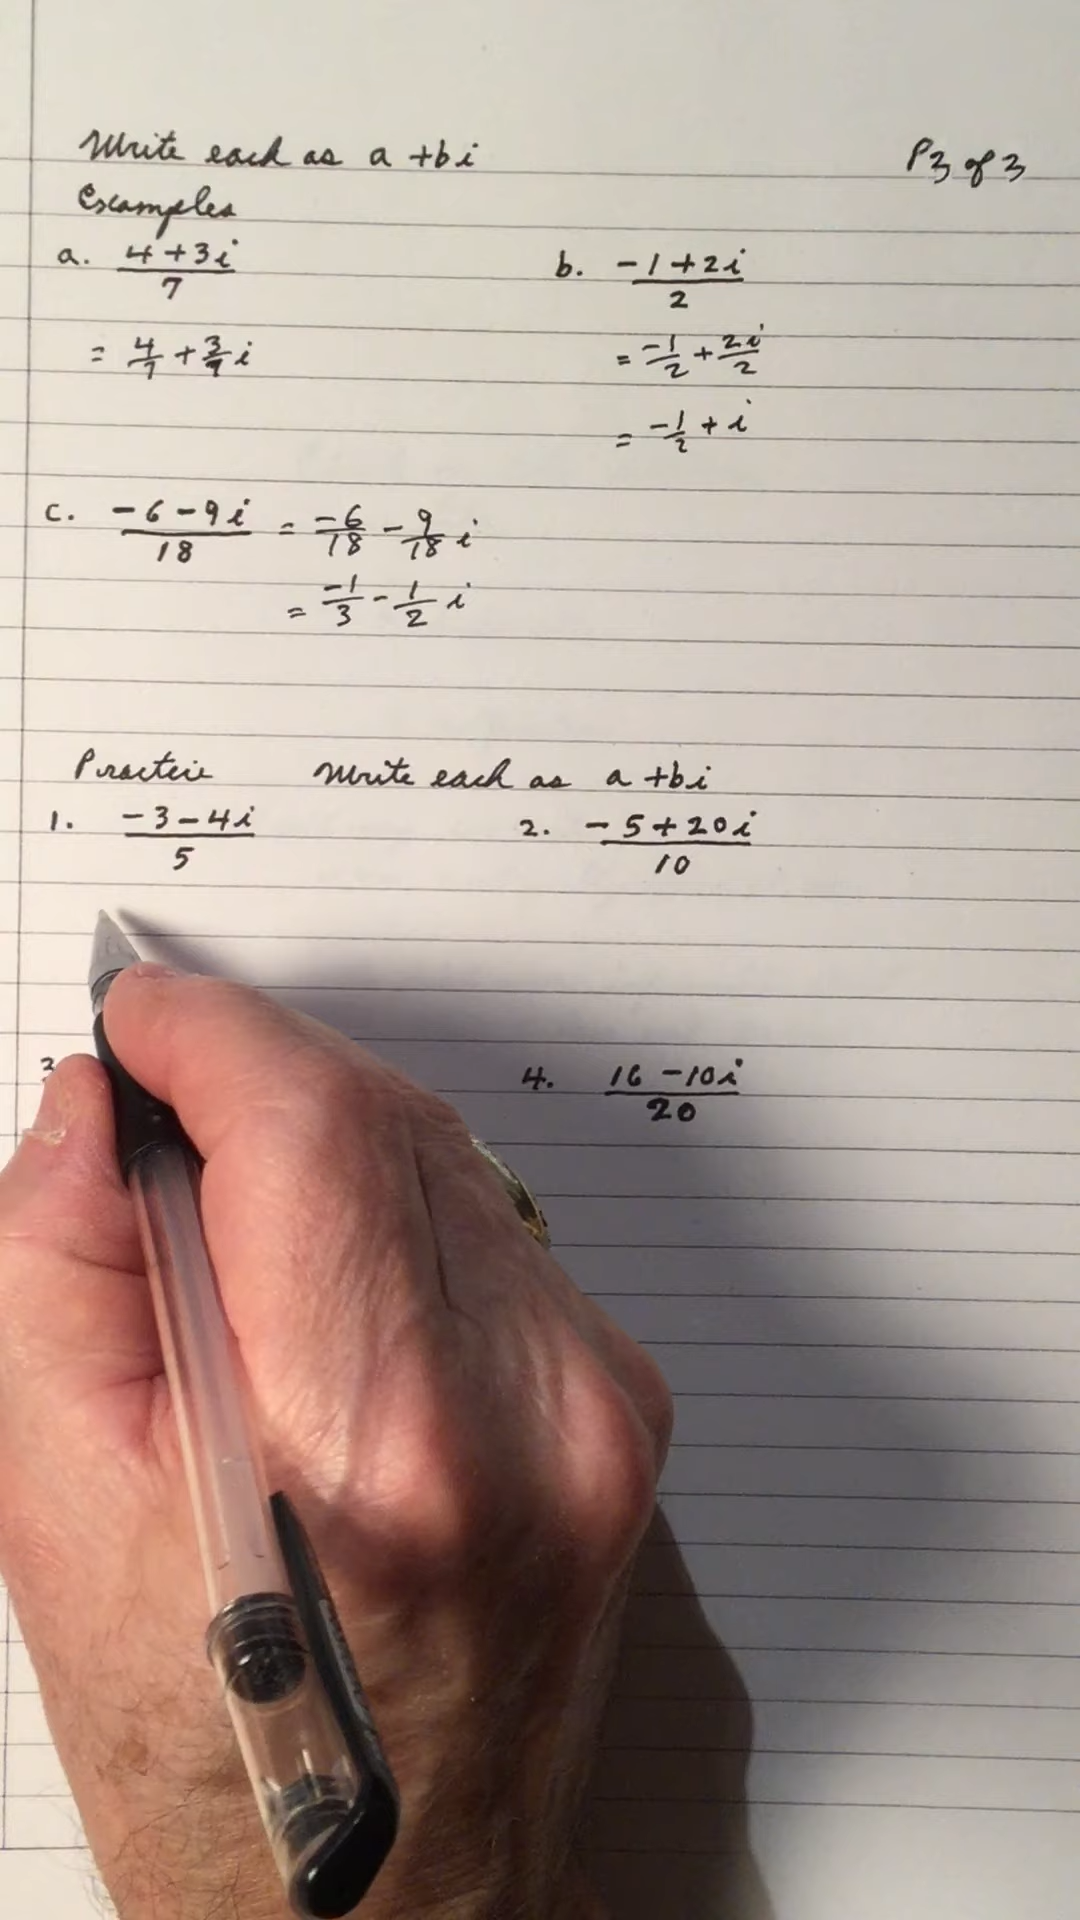 Write each as a + bi
P3 of 3
Examples
a. (4 + 3i)/7
b. (-1 + 2i)/2
= 4/7 + 3/7 i
= -1/2 + 2i/2
= -1/2 + i
c. (-6 - 9i)/18 = -6/18 - 9/18 i
= -1/3 - 1/2 i
Practice Write each as a + bi
1. (-3 - 4i)/5
2. (-5 + 20i)/10
4. (16 - 10i)/20